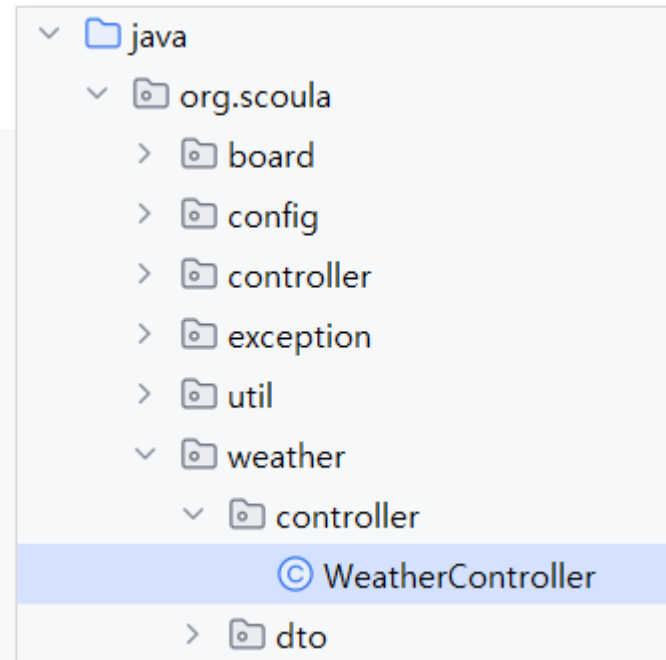 java
org.scoula
board
config
controller
exception
util
weather
controller
WeatherController
dto